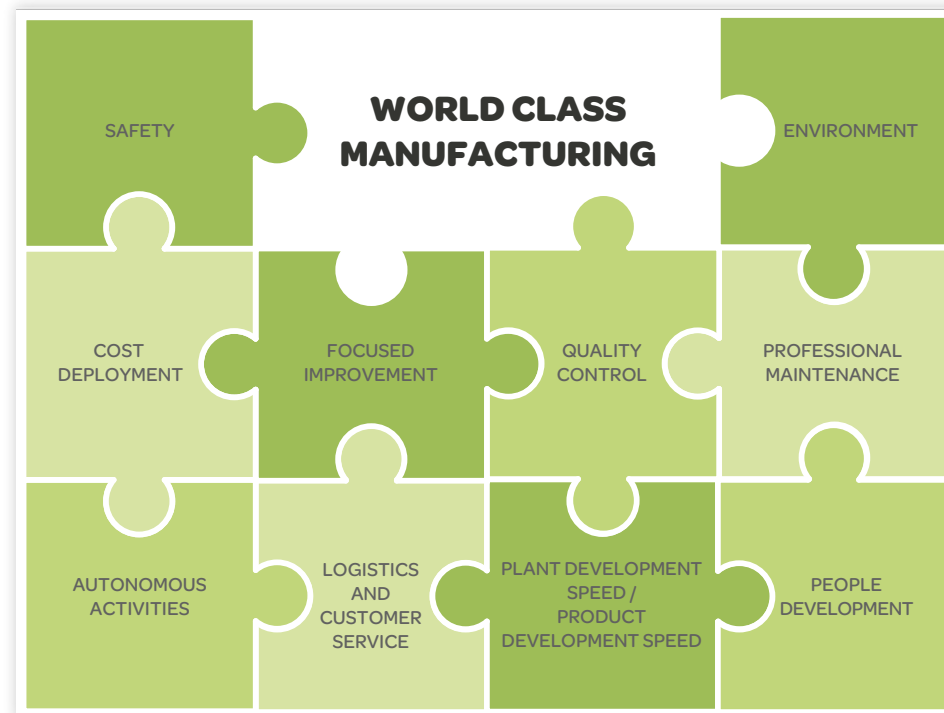 SAFETY
WORLD CLASS
MANUFACTURING
ENVIRONMENT
COST
DEPLOYMENT
FOCUSED
IMPROVEMENT
QUALITY
CONTROL
PROFESSIONAL
MAINTENANCE
AUTONOMOUS
ACTIVITIES
LOGISTICS
AND
CUSTOMER
SERVICE
PLANT DEVELOPMENT
SPEED /
PRODUCT
DEVELOPMENT SPEED
PEOPLE
DEVELOPMENT